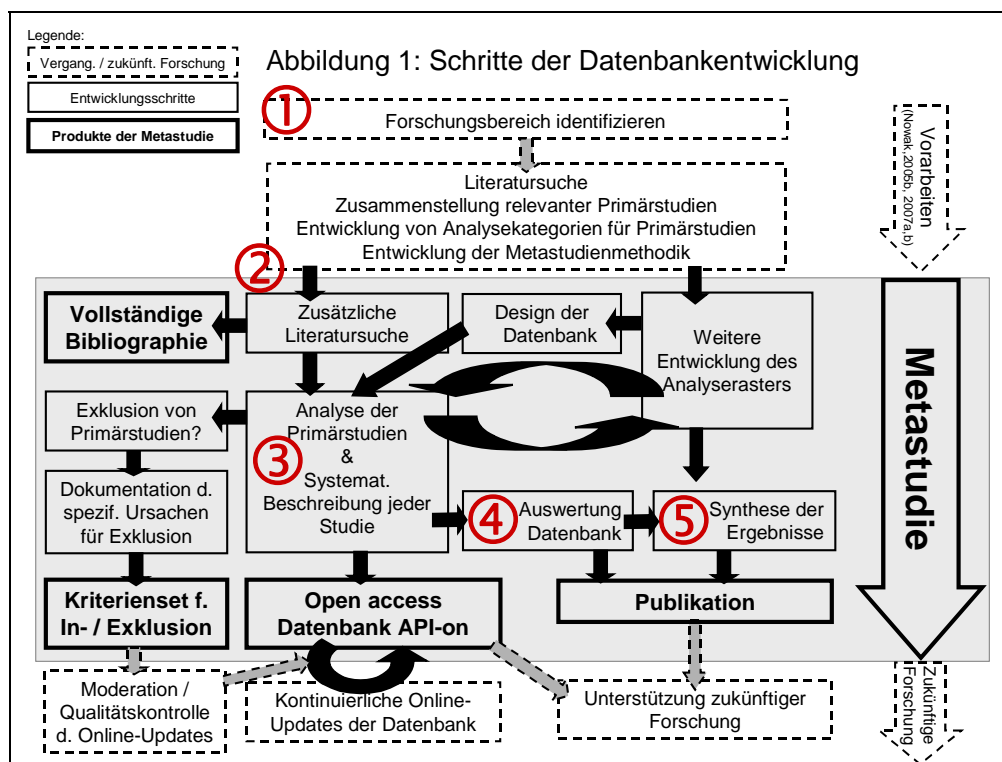 Legende:
Vergang. / zukünft. Forschung
Entwicklungsschritte
Produkte der Metastudie
Abbildung 1: Schritte der Datenbankentwicklung
1
Forschungsbereich identifizieren
Literatursuche
Zusammenstellung relevanter Primärstudien
Entwicklung von Analysekategorien für Primärstudien
Entwicklung der Metastudienmethodik
Vorarbeiten
(Nowak,2005b, 2007a,b)
2
Vollständige
Bibliographie
Zusätzliche
Literatursuche
Design der
Datenbank
Weitere
Entwicklung des
Analyserasters
Metastudie
Exklusion von
Primärstudien?
Analyse der
Primärstudien
&
3
Systemat.
Beschreibung jeder
Studie
Dokumentation d.
spezif. Ursachen
für Exklusion
4
Auswertung
Datenbank
5
Synthese der
Ergebnisse
Kriterienset f.
In- / Exklusion
Open access
Datenbank API-on
Publikation
Moderation /
Qualitätskontrolle
d. Online-Updates
Kontinuierliche Online-
Updates der Datenbank
Unterstützung zukünftiger
Forschung
Zukünftige
Forschung